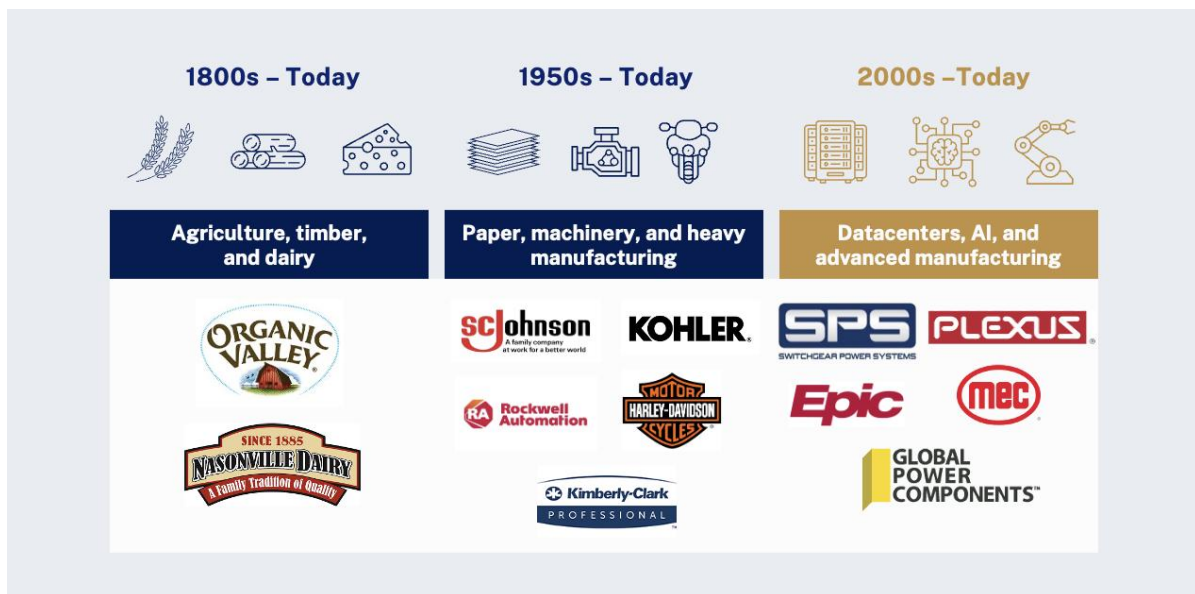 1800s – Today
1950s – Today
2000s –Today
Agriculture, timber,
and dairy
Paper, machinery, and heavy
manufacturing
Datacenters, AI, and
advanced manufacturing
ORGANIC
VALLEY®
SINCE 1885
NASONVILLE DAIRY
A Family Tradition of Quality
SCJohnson
A family company
at work for a better world
KOHLER®
RA Rockwell
Automation
MOTOR
HARLEY-DAVIDSON®
CYCLES
Kimberly-Clark
PROFESSIONAL™
SPS
SWITCHGEAR POWER SYSTEMS
PLEXUS®
Epic
mec®
GLOBAL
POWER
COMPONENTS™